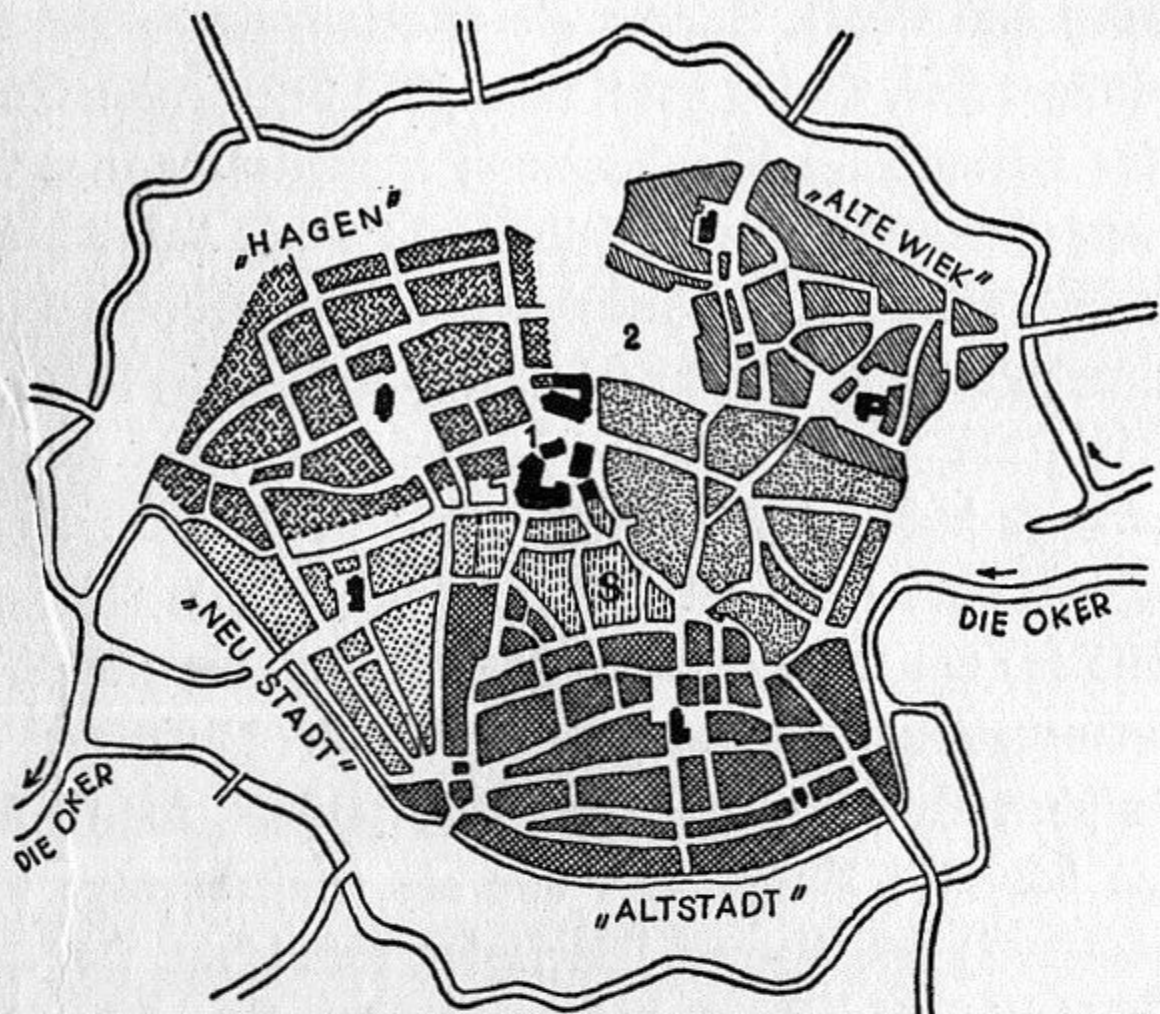 „HAGEN"
„ALTE WIEK"
2
1
S
DIE OKER
„NEU STADT"
DIE OKER
„ALTSTADT"